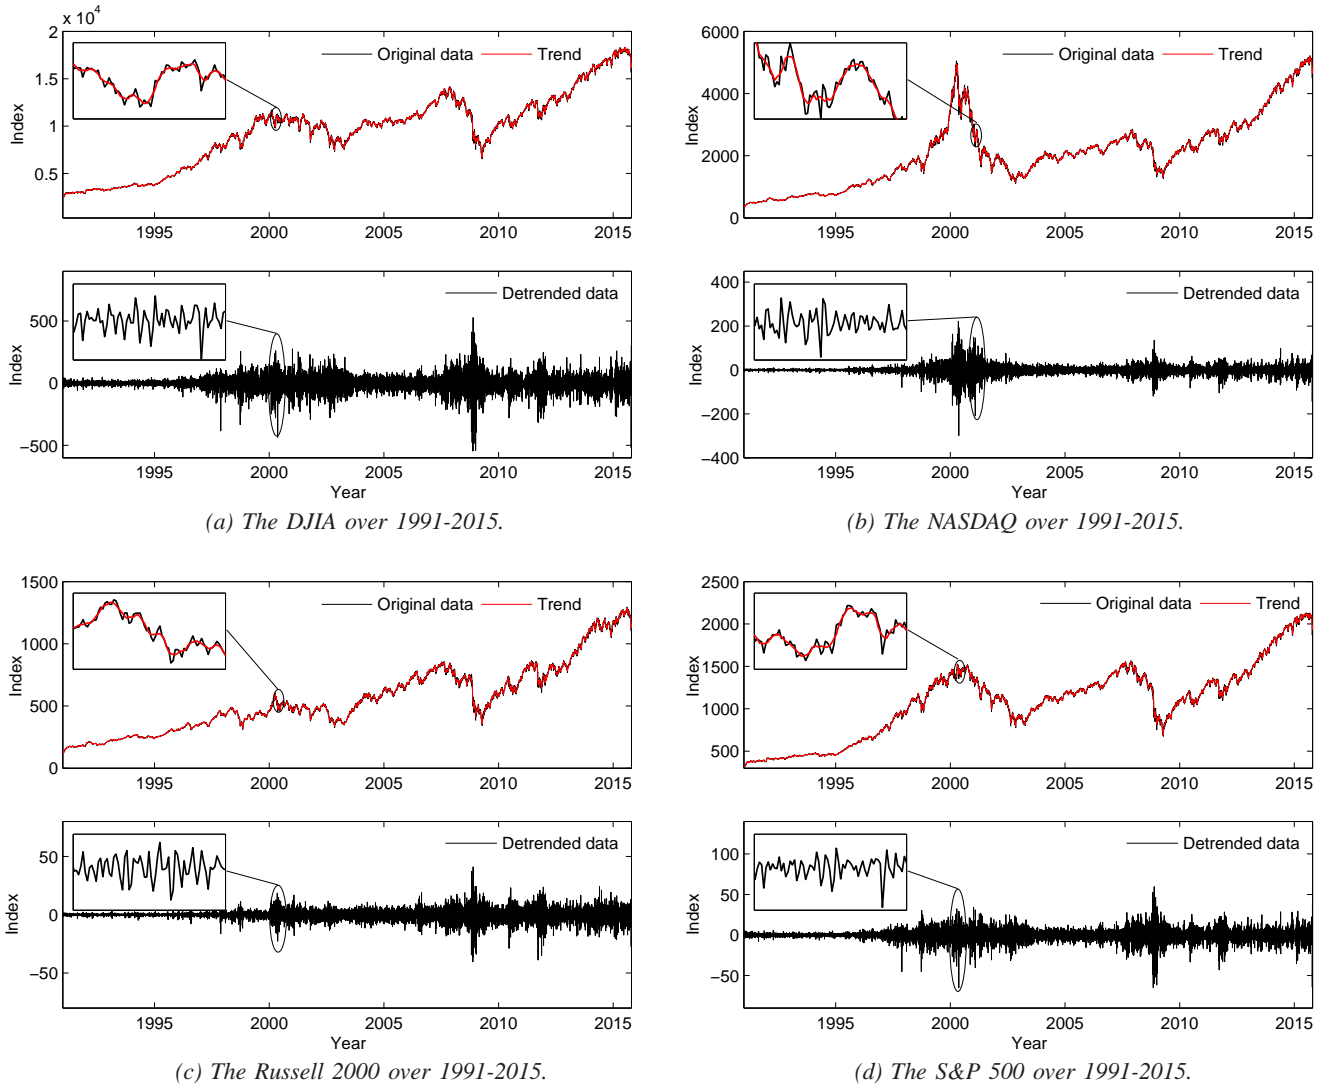 x 10⁴
2
1.5
1
0.5
Index
Original data
Trend
1995
2000
2005
2010
2015
500
0
−500
Index
Detrended data
1995
2000
2005
2010
2015
Year
(a) The DJIA over 1991-2015.
6000
4000
2000
0
Index
Original data
Trend
1995
2000
2005
2010
2015
400
200
0
−200
−400
Index
Detrended data
1995
2000
2005
2010
2015
Year
(b) The NASDAQ over 1991-2015.
1500
1000
500
0
Index
Original data
Trend
1995
2000
2005
2010
2015
50
0
−50
Index
Detrended data
1995
2000
2005
2010
2015
Year
(c) The Russell 2000 over 1991-2015.
2500
2000
1500
1000
500
Index
Original data
Trend
1995
2000
2005
2010
2015
100
50
0
−50
Index
Detrended data
1995
2000
2005
2010
2015
Year
(d) The S&P 500 over 1991-2015.